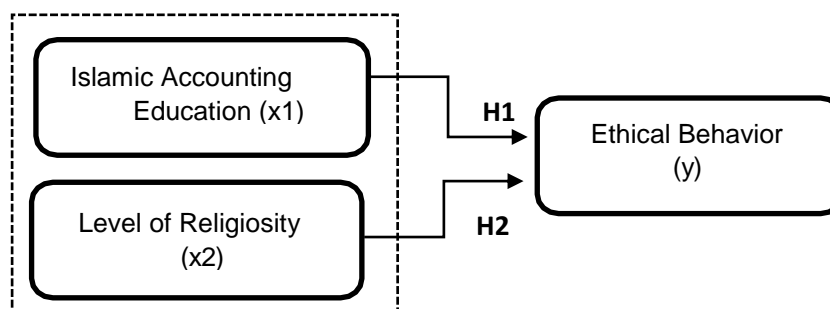 Islamic Accounting
Education (x1)
H1
Ethical Behavior
(y)
Level of Religiosity
(x2)
H2